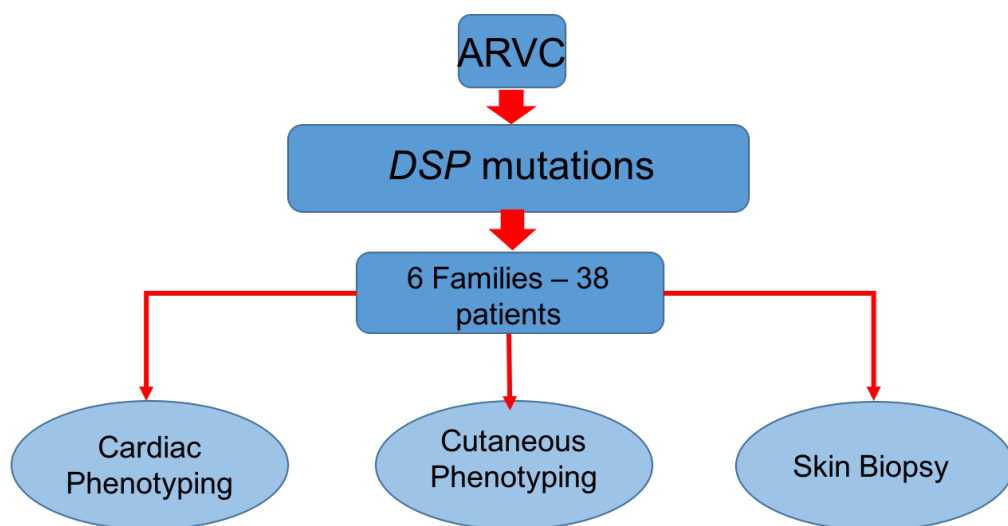 ARVC
DSP mutations
6 Families – 38
patients
Cardiac
Phenotyping
Cutaneous
Phenotyping
Skin Biopsy